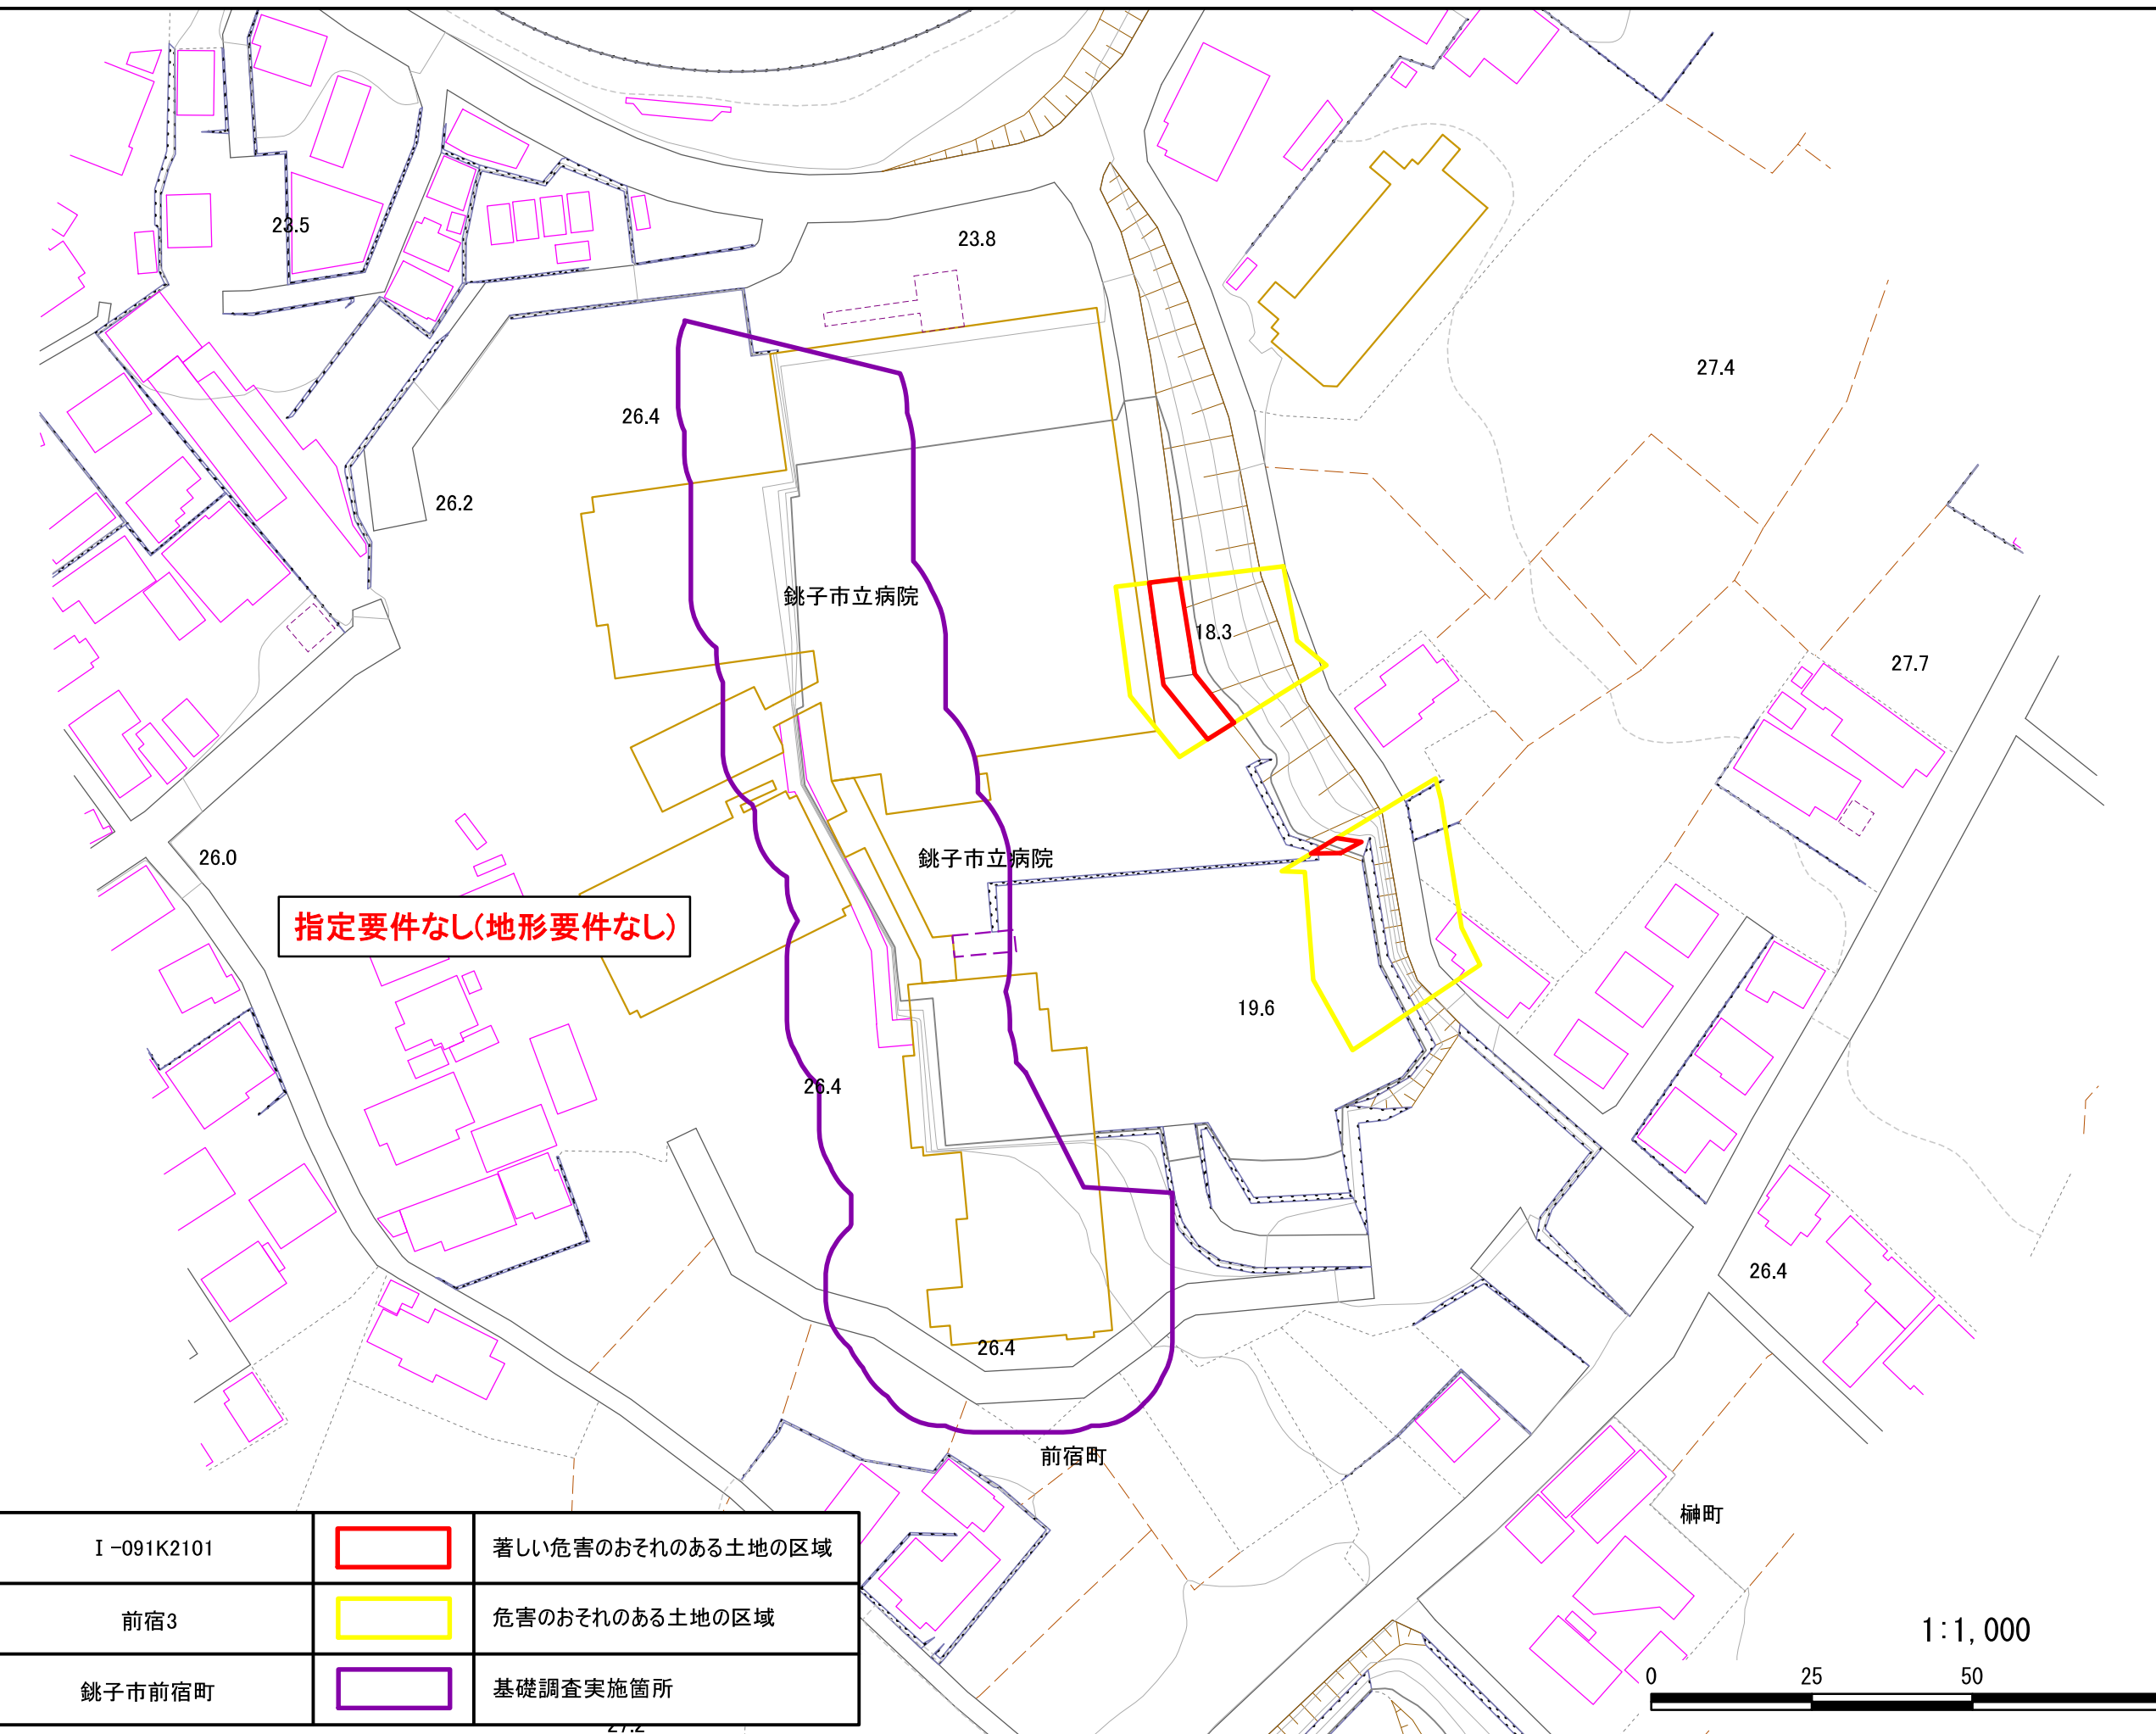 23.5
23.8
27.4
26.4
26.2
銚子市立病院
18.3
27.7
26.0
銚子市立病院
指定要件なし(地形要件なし)
19.6
26.4
26.4
26.4
前宿町
榊町
Ⅰ-091K2101
著しい危害のおそれのある土地の区域
前宿3
危害のおそれのある土地の区域
銚子市前宿町
基礎調査実施箇所
27.2
1:1,000
0 25 50